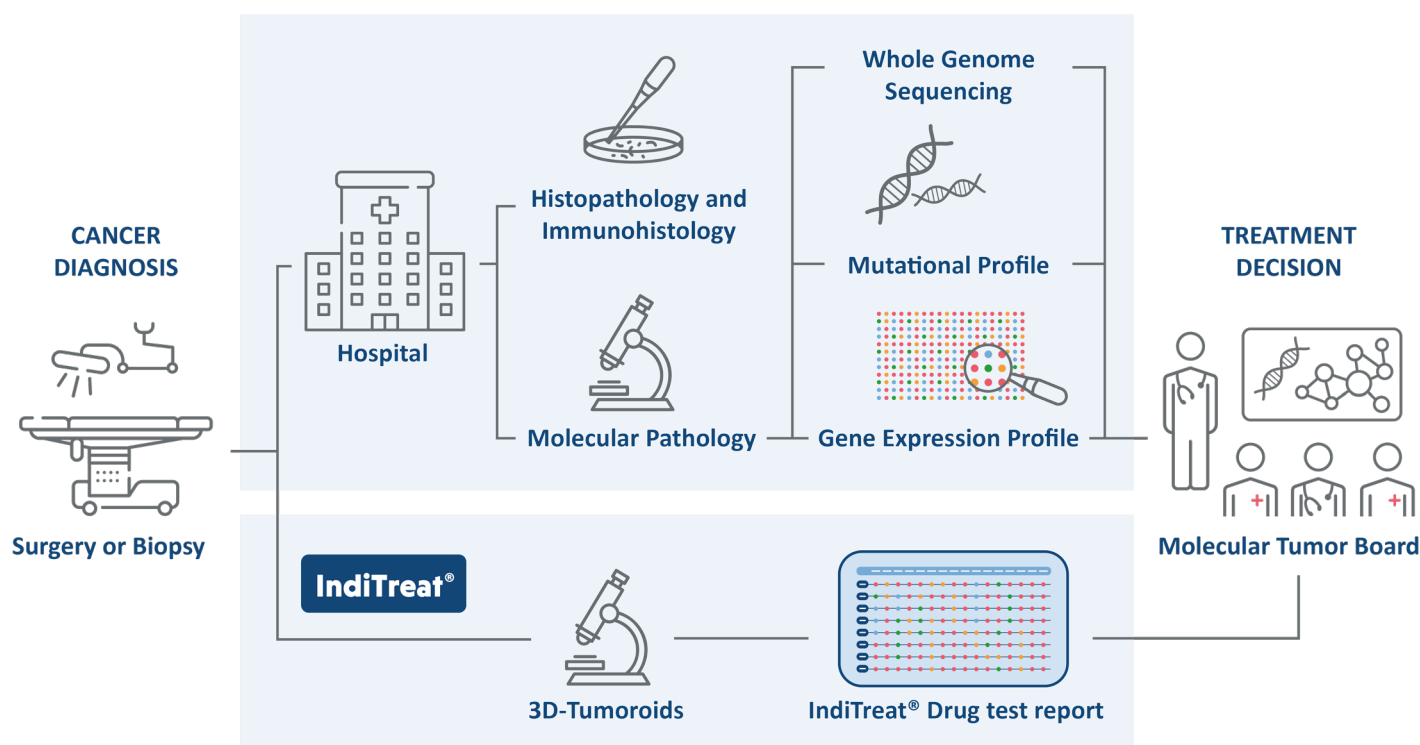 CANCER
DIAGNOSIS
Surgery or Biopsy
Hospital
Histopathology and
Immunohistology
Molecular Pathology
Whole Genome
Sequencing
Mutational Profile
Gene Expression Profile
TREATMENT
DECISION
Molecular Tumor Board
IndiTreat®
3D-Tumoroids
IndiTreat® Drug test report